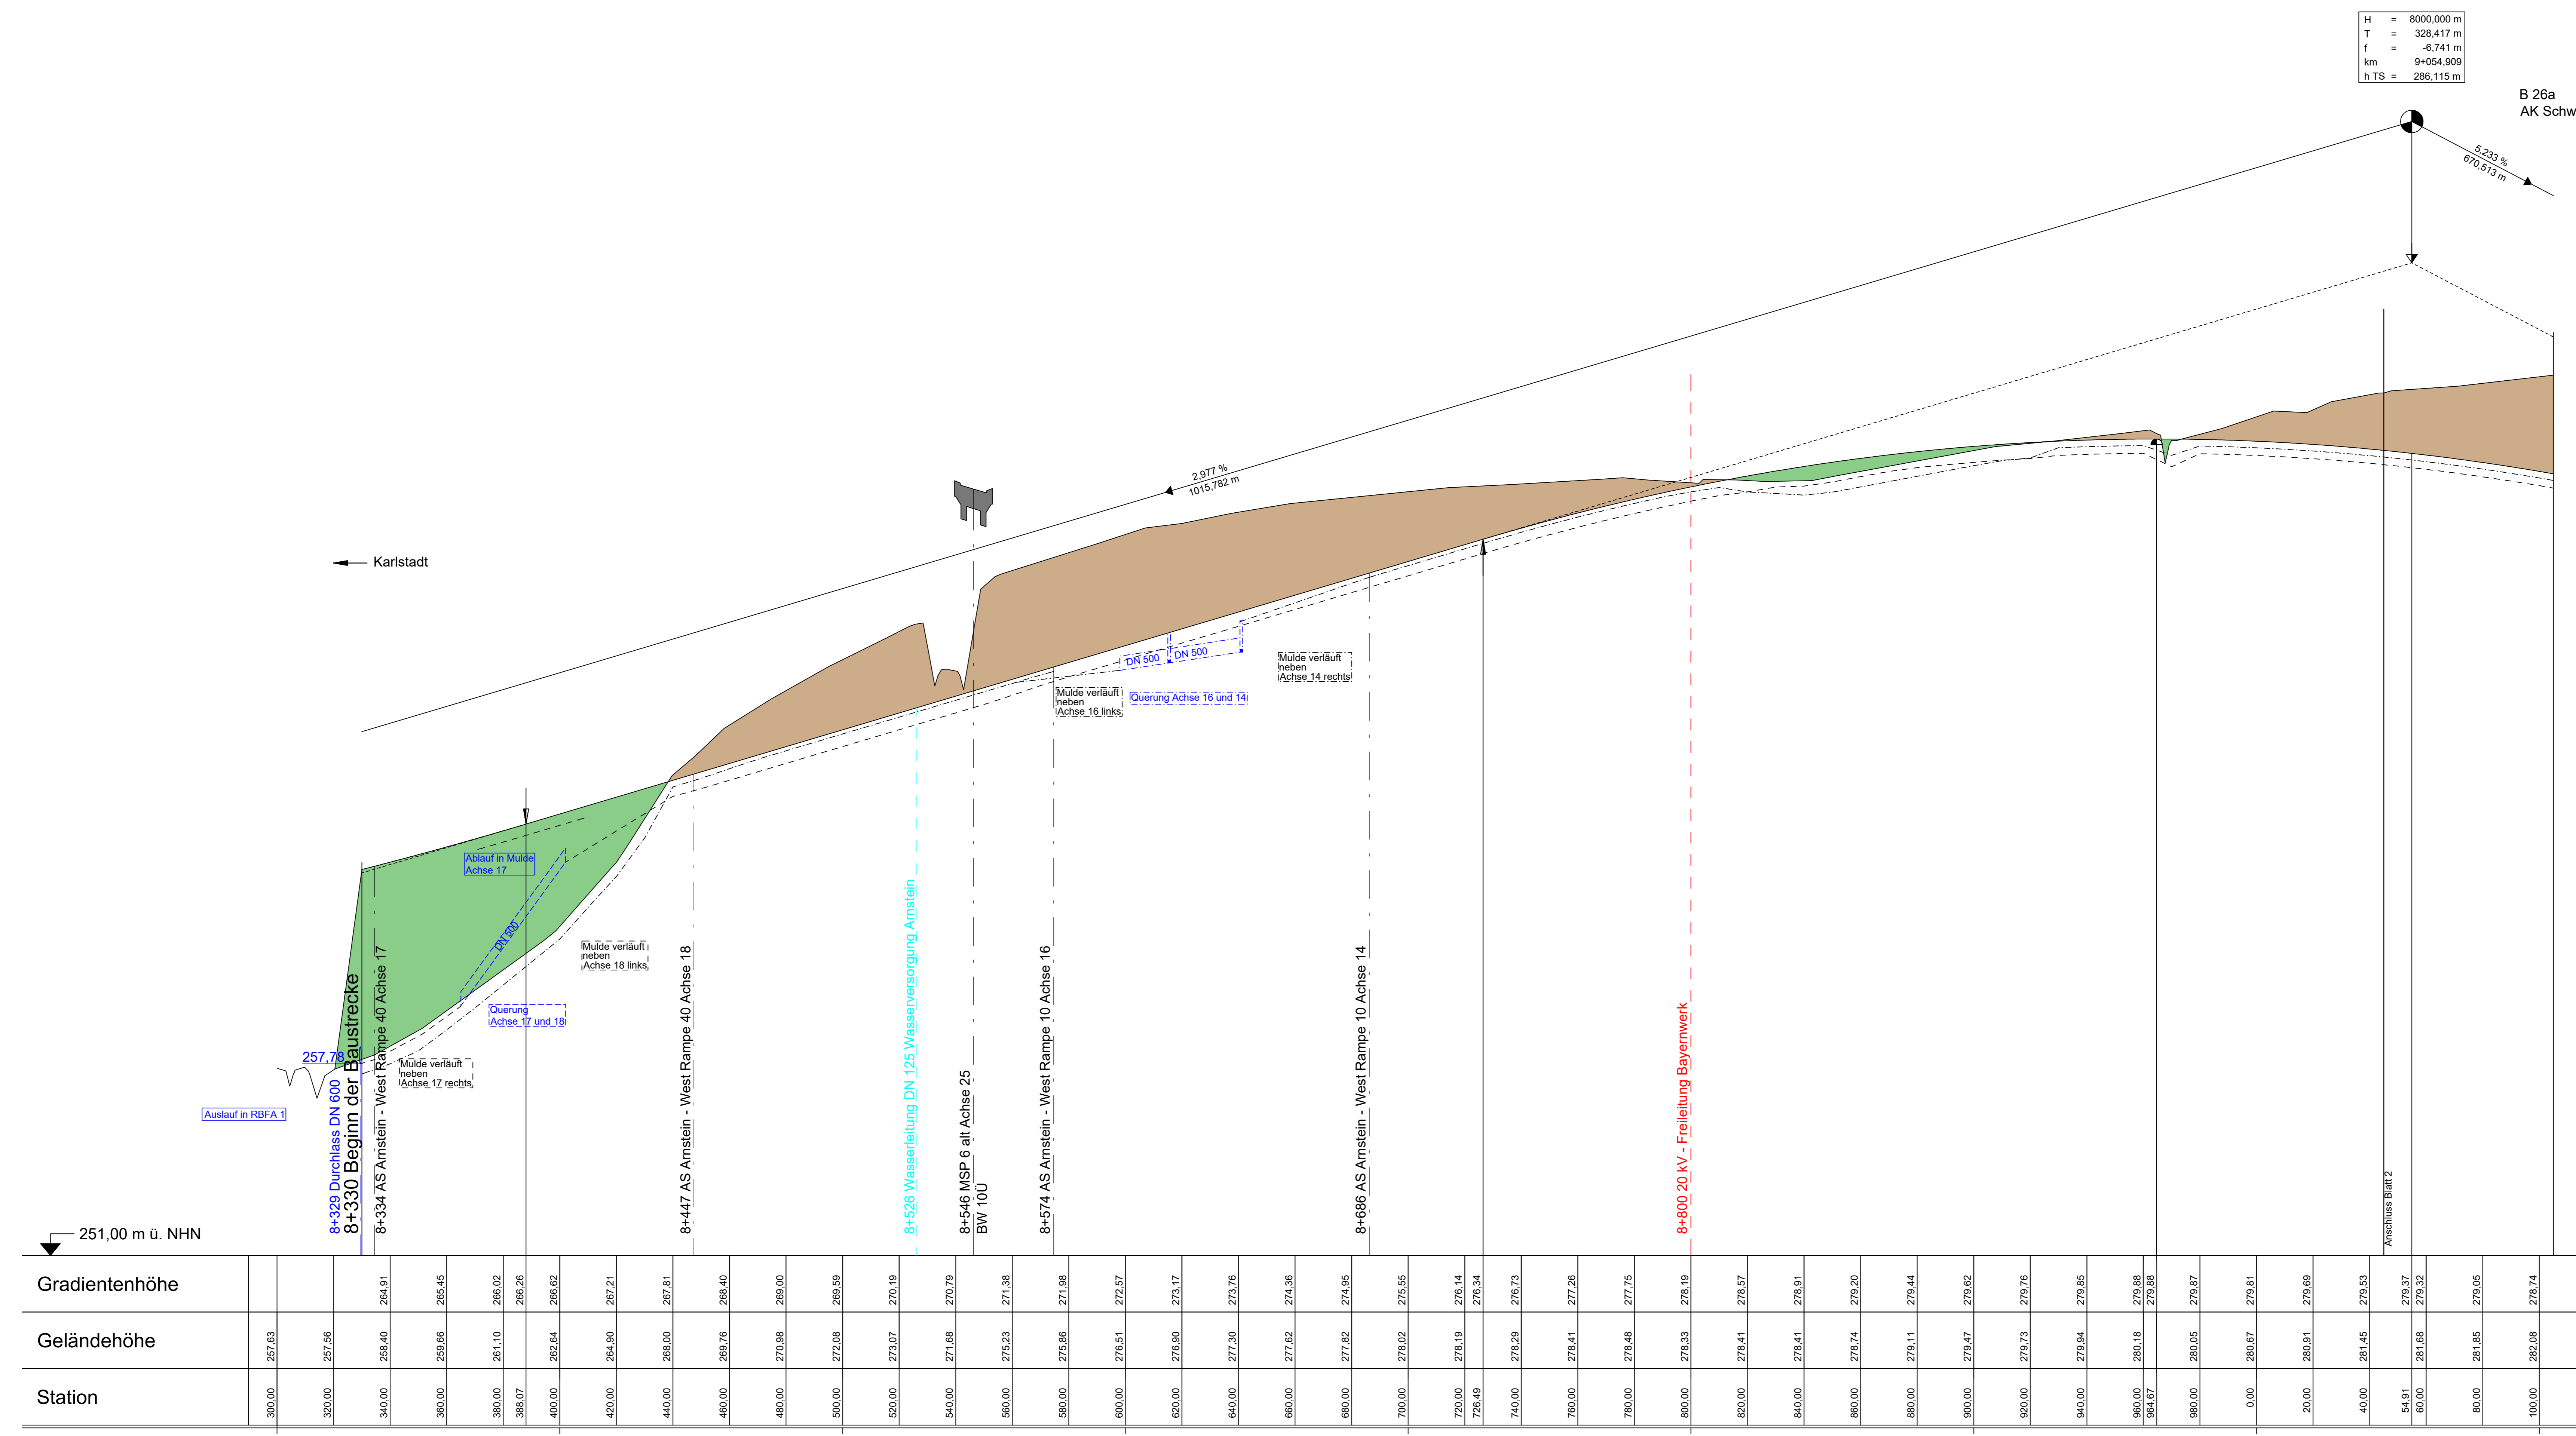 H = 8000,000 m
T = 328,417 m
f = -6,741 m
km 9+054,909
h TS = 286,115 m
B 26a
AK Schw
5,233 %
670,513 m
2,977 %
1015,782 m
Karlstadt
DN 500
DN 500
Mulde verläuft
neben
Achse 14 rechts
Mulde verläuft
neben
Achse 16 links
Querung Achse 16 und 14
Ablauf in Mulde
Achse 17
DN 500
Mulde verläuft
neben
Achse 18 links
Querung
Achse 17 und 18
257,78
Mulde verläuft
neben
Achse 17 rechts
Auslauf in RBFA 1
8+329 Durchlass DN 600
8+330 Beginn der Baustrecke
8+334 AS Arnstein - West Rampe 40 Achse 17
8+447 AS Arnstein - West Rampe 40 Achse 18
8+526 Wasserleitung DN 125 Wasserversorgung Arnstein
8+546 MSP 6 alt Achse 25
BW 10Ü
8+574 AS Arnstein - West Rampe 10 Achse 16
8+686 AS Arnstein - West Rampe 10 Achse 14
8+800 20 kV - Freileitung Bayernwerk
Anschluss Blatt 2
251,00 m ü. NHN
Gradientenhöhe 264,91 265,45 266,02 266,26 266,62 267,21 267,81 268,40 269,00 269,59 270,19 270,79 271,38 271,98 272,57 273,17 273,76 274,36 274,95 275,55 276,14 276,34 276,73 277,26 277,75 278,19 278,57 278,91 279,20 279,44 279,62 279,76 279,85 279,88 279,88 279,87 279,81 279,69 279,53 279,37 279,32 279,05 278,74
Geländehöhe 257,63 257,56 258,40 259,66 261,10 262,64 264,90 268,00 269,76 270,98 272,08 273,07 271,68 275,23 275,86 276,51 276,90 277,30 277,62 277,82 278,02 278,19 278,29 278,41 278,48 278,33 278,41 278,41 278,74 279,11 279,47 279,73 279,94 280,18 280,05 280,67 280,91 281,45 281,68 281,85 282,08
Station 300,00 320,00 340,00 360,00 380,00 388,07 400,00 420,00 440,00 460,00 480,00 500,00 520,00 540,00 560,00 580,00 600,00 620,00 640,00 660,00 680,00 700,00 720,00 726,49 740,00 760,00 780,00 800,00 820,00 840,00 860,00 880,00 900,00 920,00 940,00 960,00 964,67 980,00 0,00 20,00 40,00 54,91 60,00 80,00 100,00